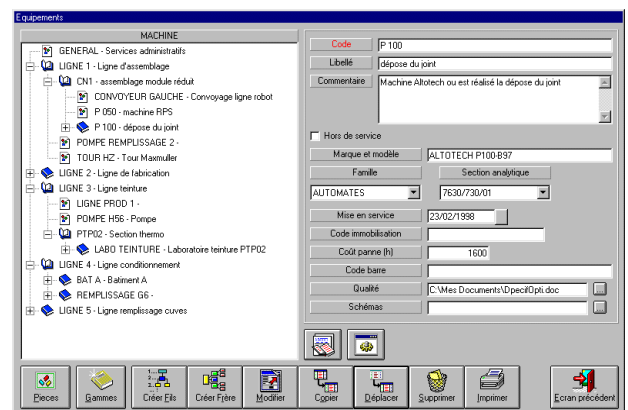 Equipements
MACHINE
GENERAL - Services administratifs
LIGNE 1 - Ligne d'assemblage
CN1 - assemblage module réduit
CONVOYEUR GAUCHE - Convoyage ligne robot
P 050 - machine RPS
P 100 - dépose du joint
POMPE REMPLISSAGE 2 -
TOUR HZ - Tour Maxmuller
LIGNE 2 - Ligne de fabrication
LIGNE 3 - Ligne teinture
LIGNE PROD 1 -
POMPE H56 - Pompe
PTP02 - Section thermo
LABO TEINTURE - Laboratoire teinture PTP02
LIGNE 4 - Ligne conditionnement
BAT A - Batiment A
REMPLISSAGE G6 -
LIGNE 5 - Ligne remplissage cuves
Code P 100
Libellé dépose du joint
Commentaire Machine Altotech ou est réalisé la dépose du joint
Hors de service
Marque et modèle ALTOTECH P100-B97
Famille Section analytique
AUTOMATES 7630/730/01
Mise en service 23/02/1998
Code immobilisation
Coût panne (h) 1600
Code barre
Qualité C:\Mes Documents\DpecifOpti.doc
Schémas
Pieces Gammes Créer Fils Créer Frère Modifier Copier Déplacer Supprimer Imprimer Ecran précédent